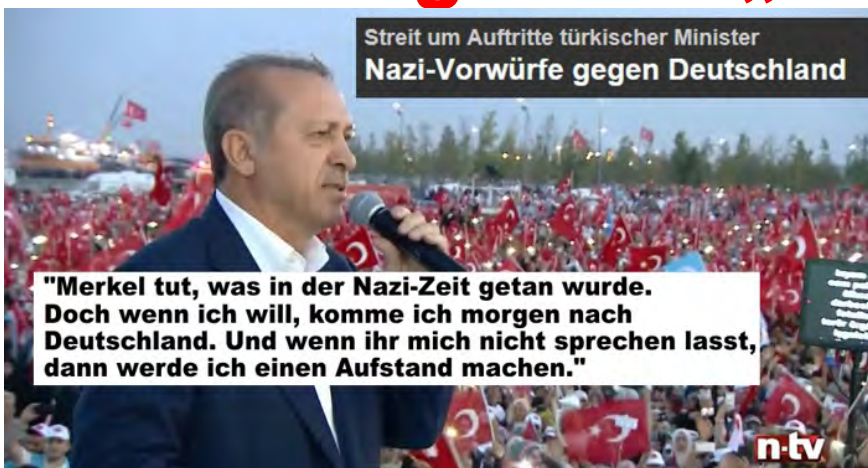 Streit um Auftritte türkischer Minister
Nazi-Vorwürfe gegen Deutschland
"Merkel tut, was in der Nazi-Zeit getan wurde.
Doch wenn ich will, komme ich morgen nach
Deutschland. Und wenn ihr mich nicht sprechen lasst,
dann werde ich einen Aufstand machen."
n-tv